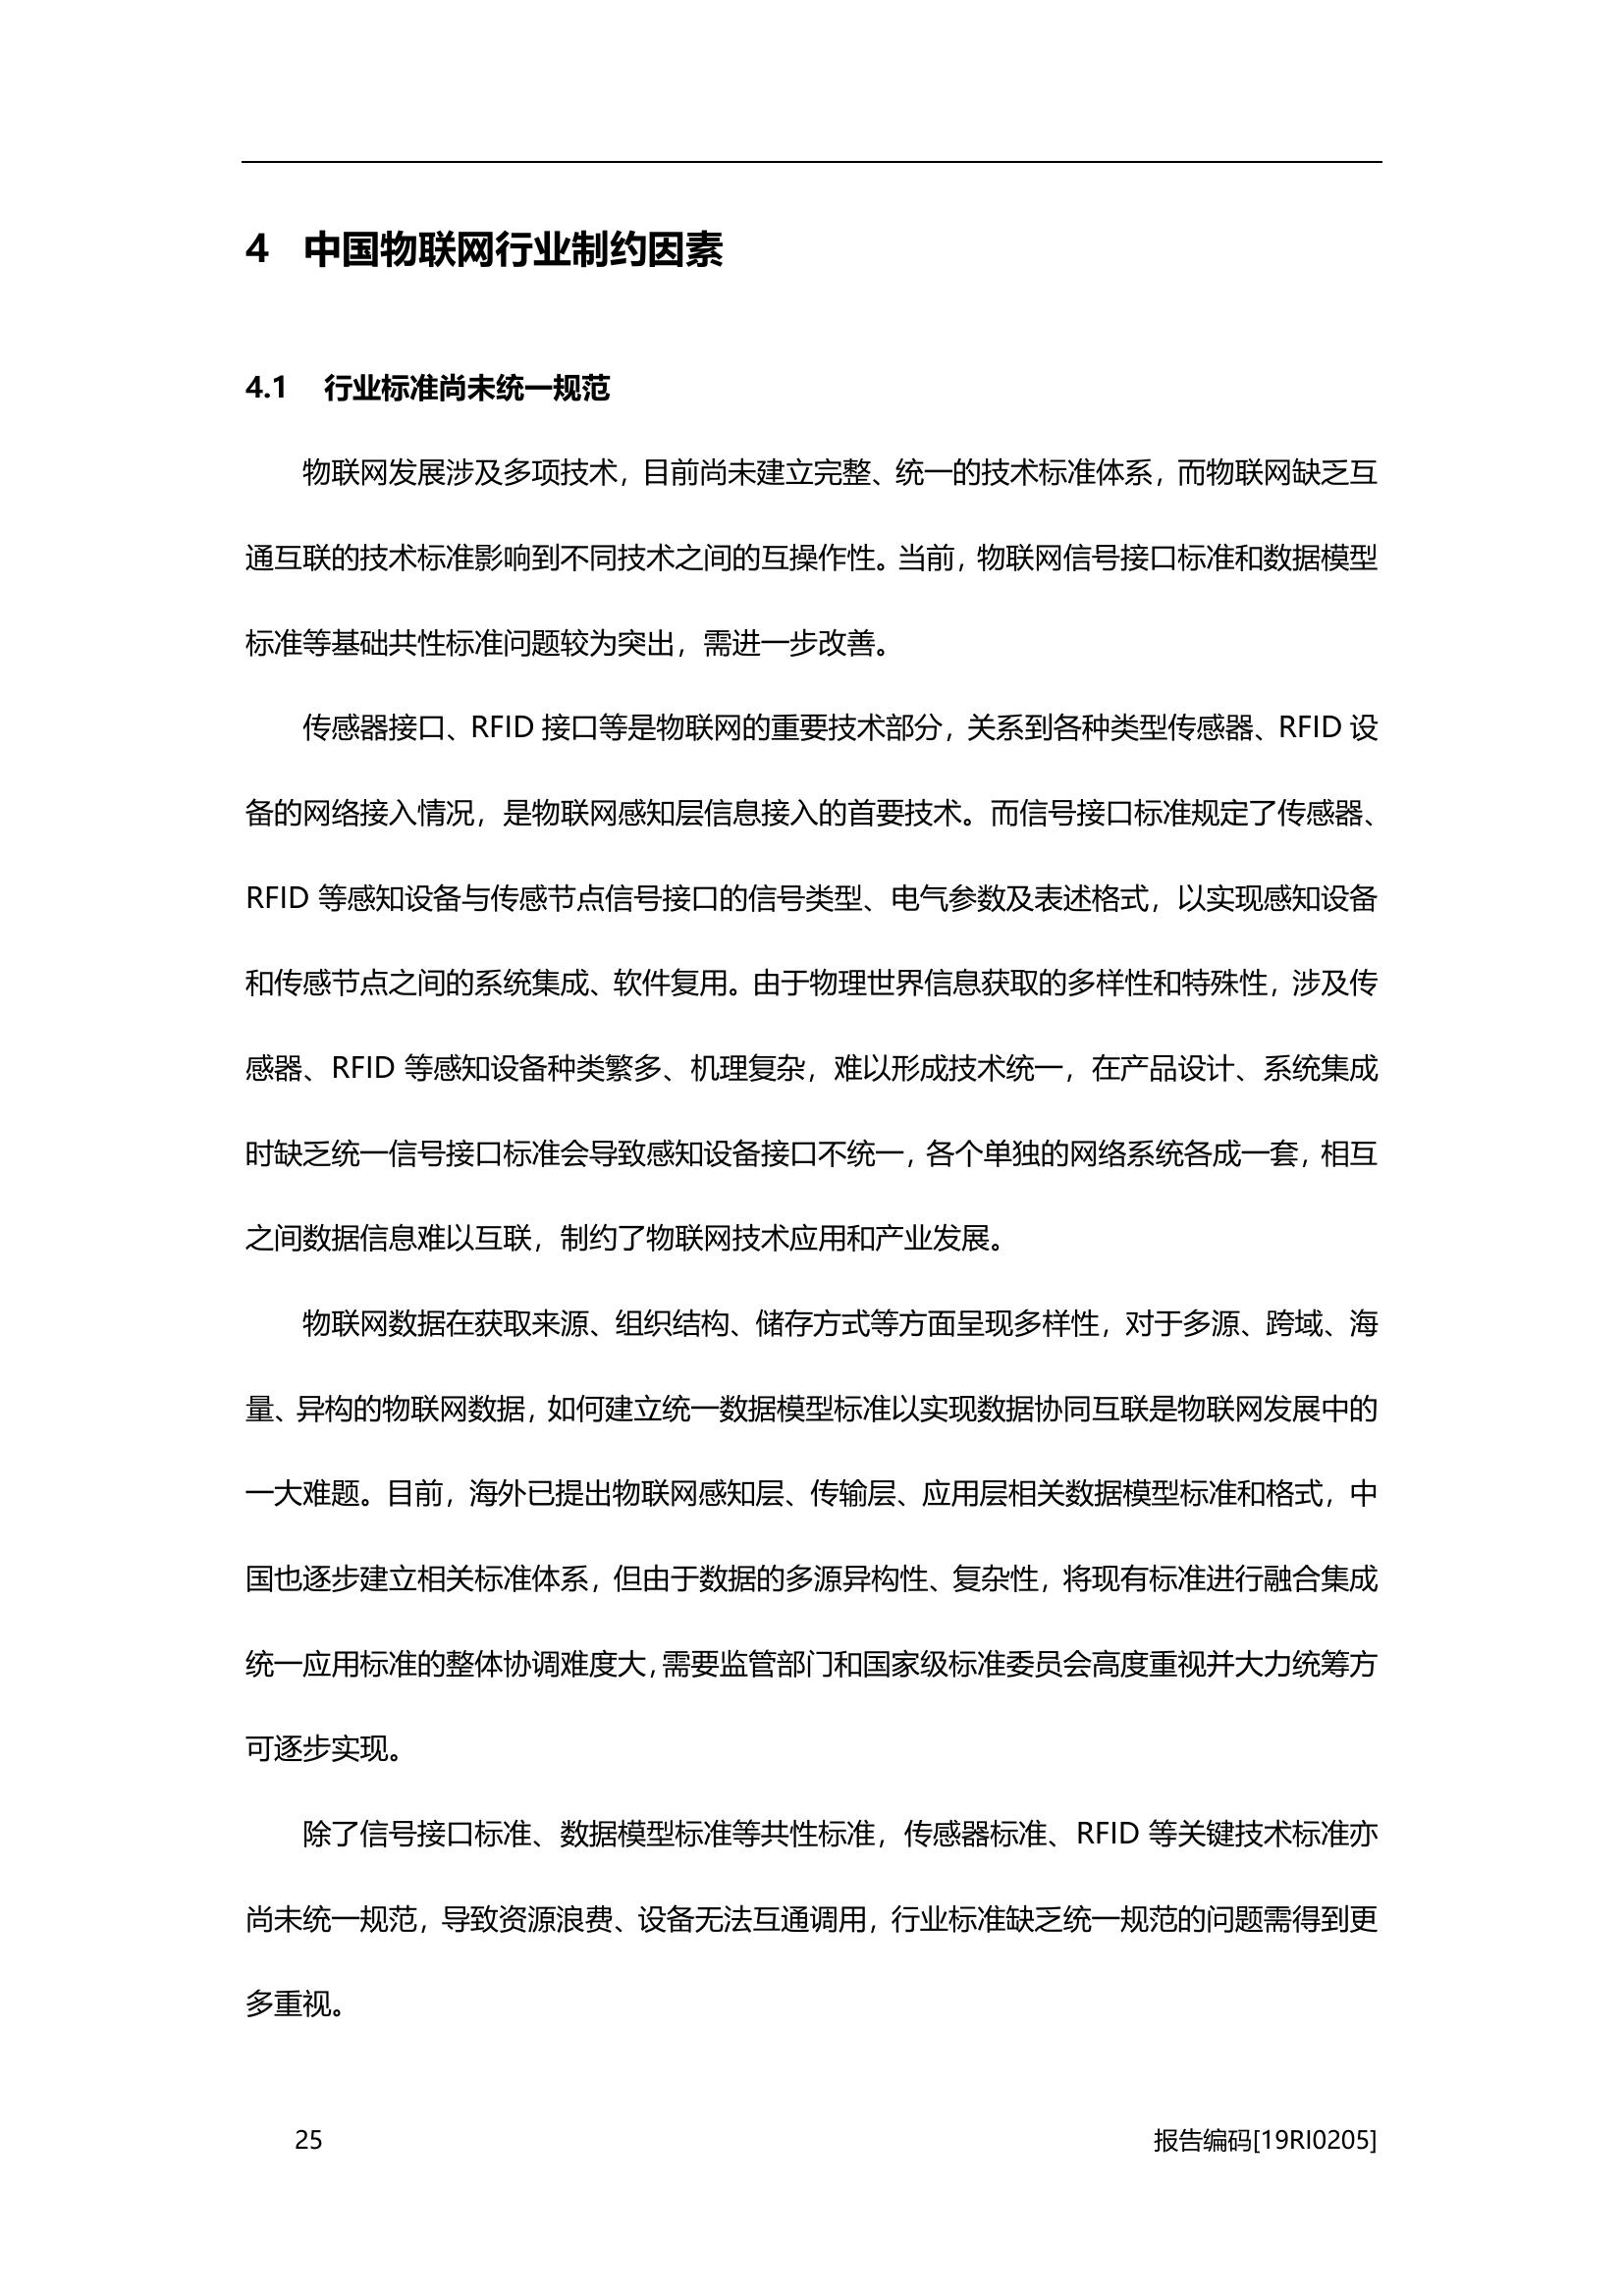 4 中国物联网行业制约因素
4.1 行业标准尚未统一规范
物联网发展涉及多项技术，目前尚未建立完整、统一的技术标准体系，而物联网缺乏互
通互联的技术标准影响到不同技术之间的互操作性。当前，物联网信号接口标准和数据模型
标准等基础共性标准问题较为突出，需进一步改善。
传感器接口、RFID 接口等是物联网的重要技术部分，关系到各种类型传感器、RFID 设
备的网络接入情况，是物联网感知层信息接入的首要技术。而信号接口标准规定了传感器、
RFID 等感知设备与传感节点信号接口的信号类型、电气参数及表述格式，以实现感知设备
和传感节点之间的系统集成、软件复用。由于物理世界信息获取的多样性和特殊性，涉及传
感器、RFID 等感知设备种类繁多、机理复杂，难以形成技术统一，在产品设计、系统集成
时缺乏统一信号接口标准会导致感知设备接口不统一，各个单独的网络系统各成一套，相互
之间数据信息难以互联，制约了物联网技术应用和产业发展。
物联网数据在获取来源、组织结构、储存方式等方面呈现多样性，对于多源、跨域、海
量、异构的物联网数据，如何建立统一数据模型标准以实现数据协同互联是物联网发展中的
一大难题。目前，海外已提出物联网感知层、传输层、应用层相关数据模型标准和格式，中
国也逐步建立相关标准体系，但由于数据的多源异构性、复杂性，将现有标准进行融合集成
统一应用标准的整体协调难度大，需要监管部门和国家级标准委员会高度重视并大力统筹方
可逐步实现。
除了信号接口标准、数据模型标准等共性标准，传感器标准、RFID 等关键技术标准亦
尚未统一规范，导致资源浪费、设备无法互通调用，行业标准缺乏统一规范的问题需得到更
多重视。
25 报告编码[19RI0205]